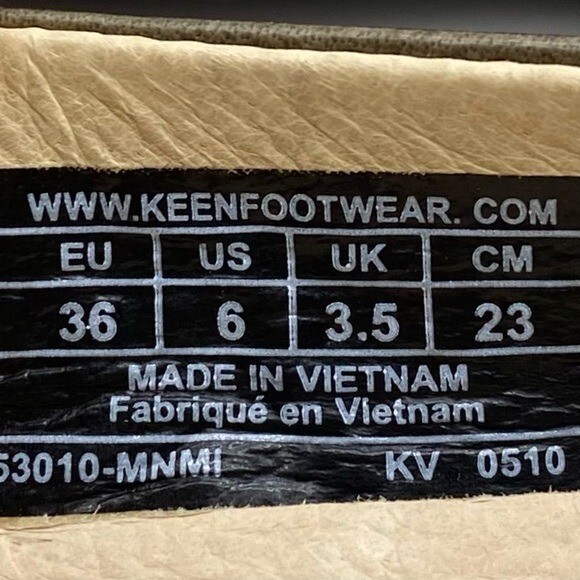 WWW.KEENFOOTWEAR. COM
EU US UK CM
36 6 3.5 23
MADE IN VIETNAM
Fabriqué en Vietnam
53010-MNMI KV 0510